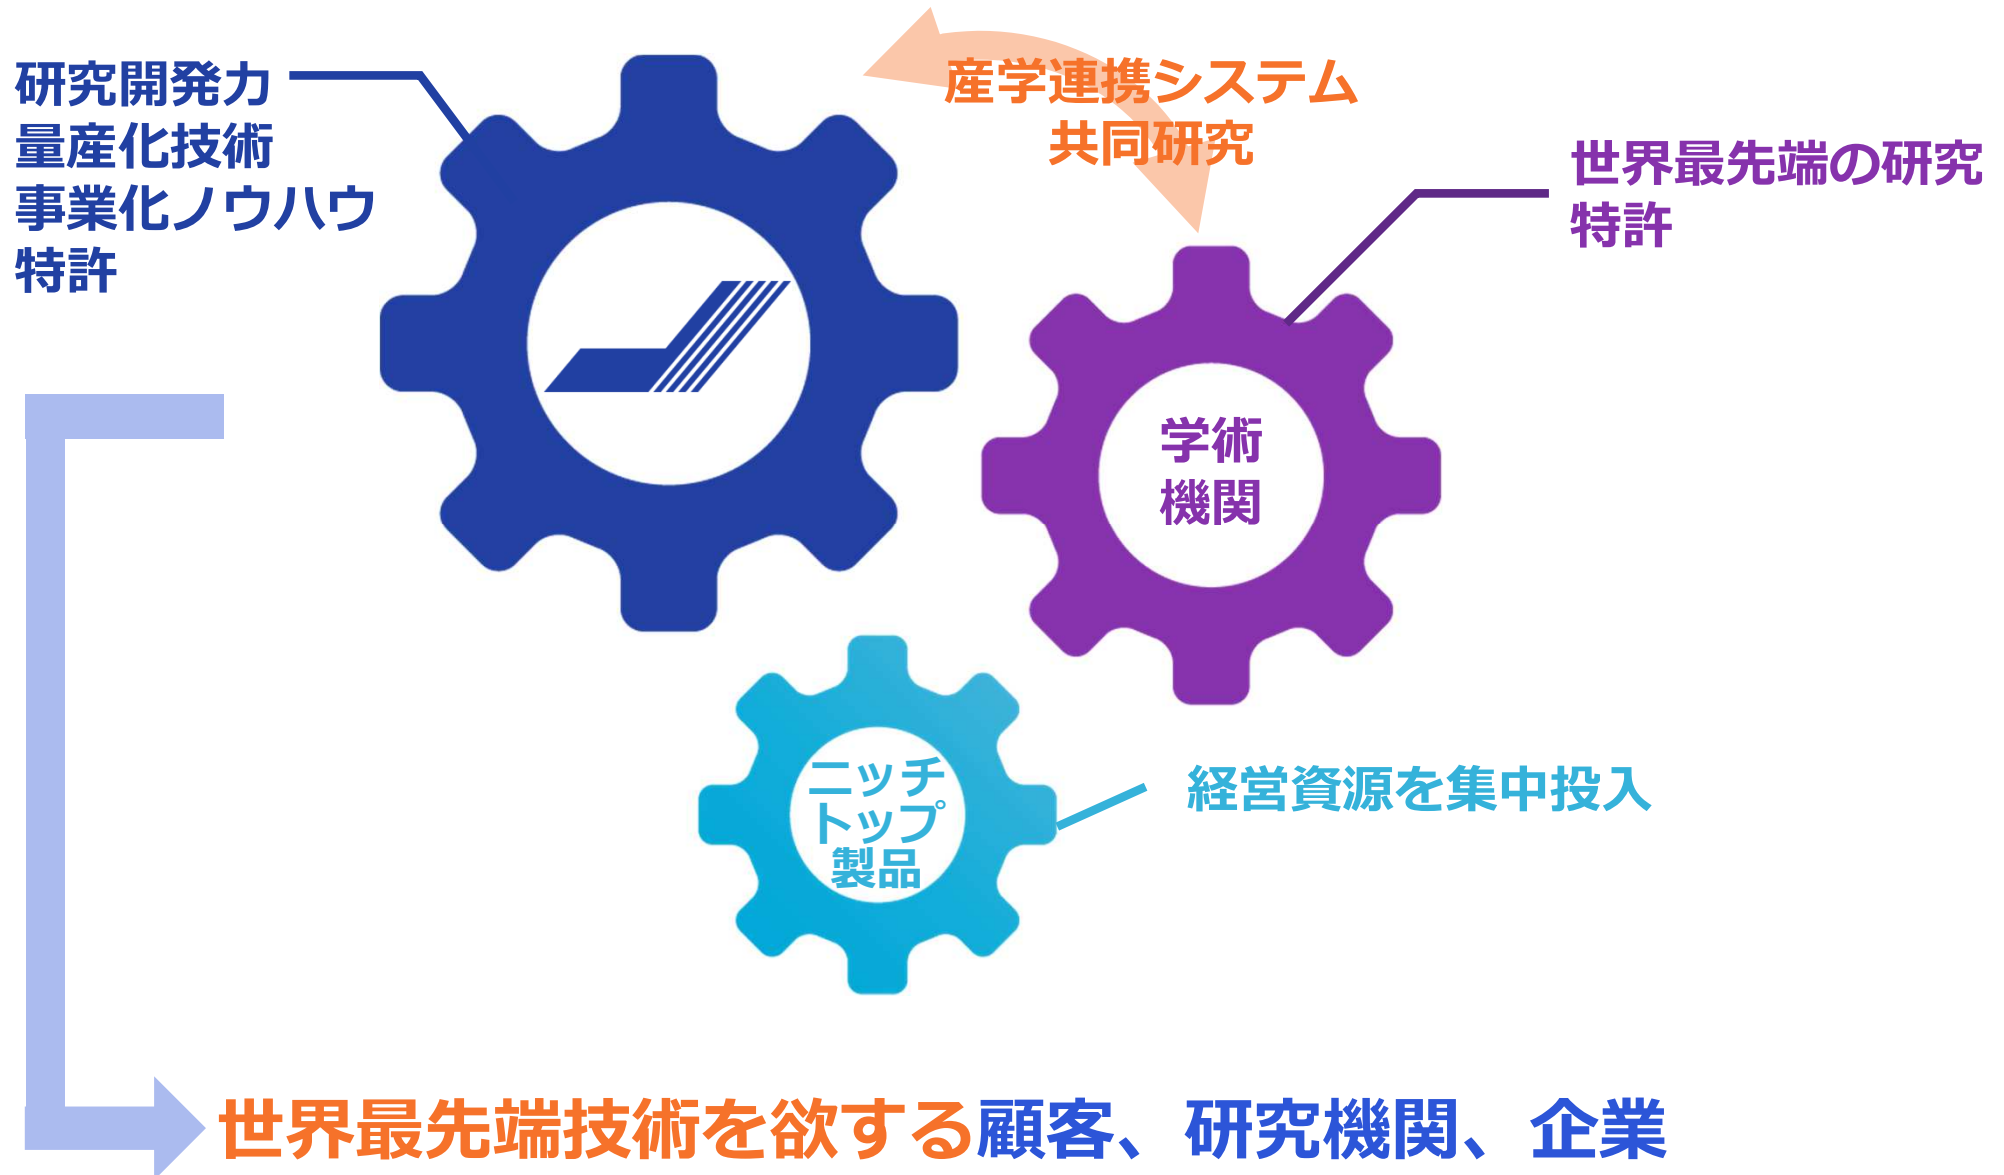 研究開発力
量産化技術
事業化ノウハウ
特許
産学連携システム
共同研究
世界最先端の研究
特許
学術
機関
ニッチ
トップ
製品
経営資源を集中投入
世界最先端技術を欲する顧客、研究機関、企業